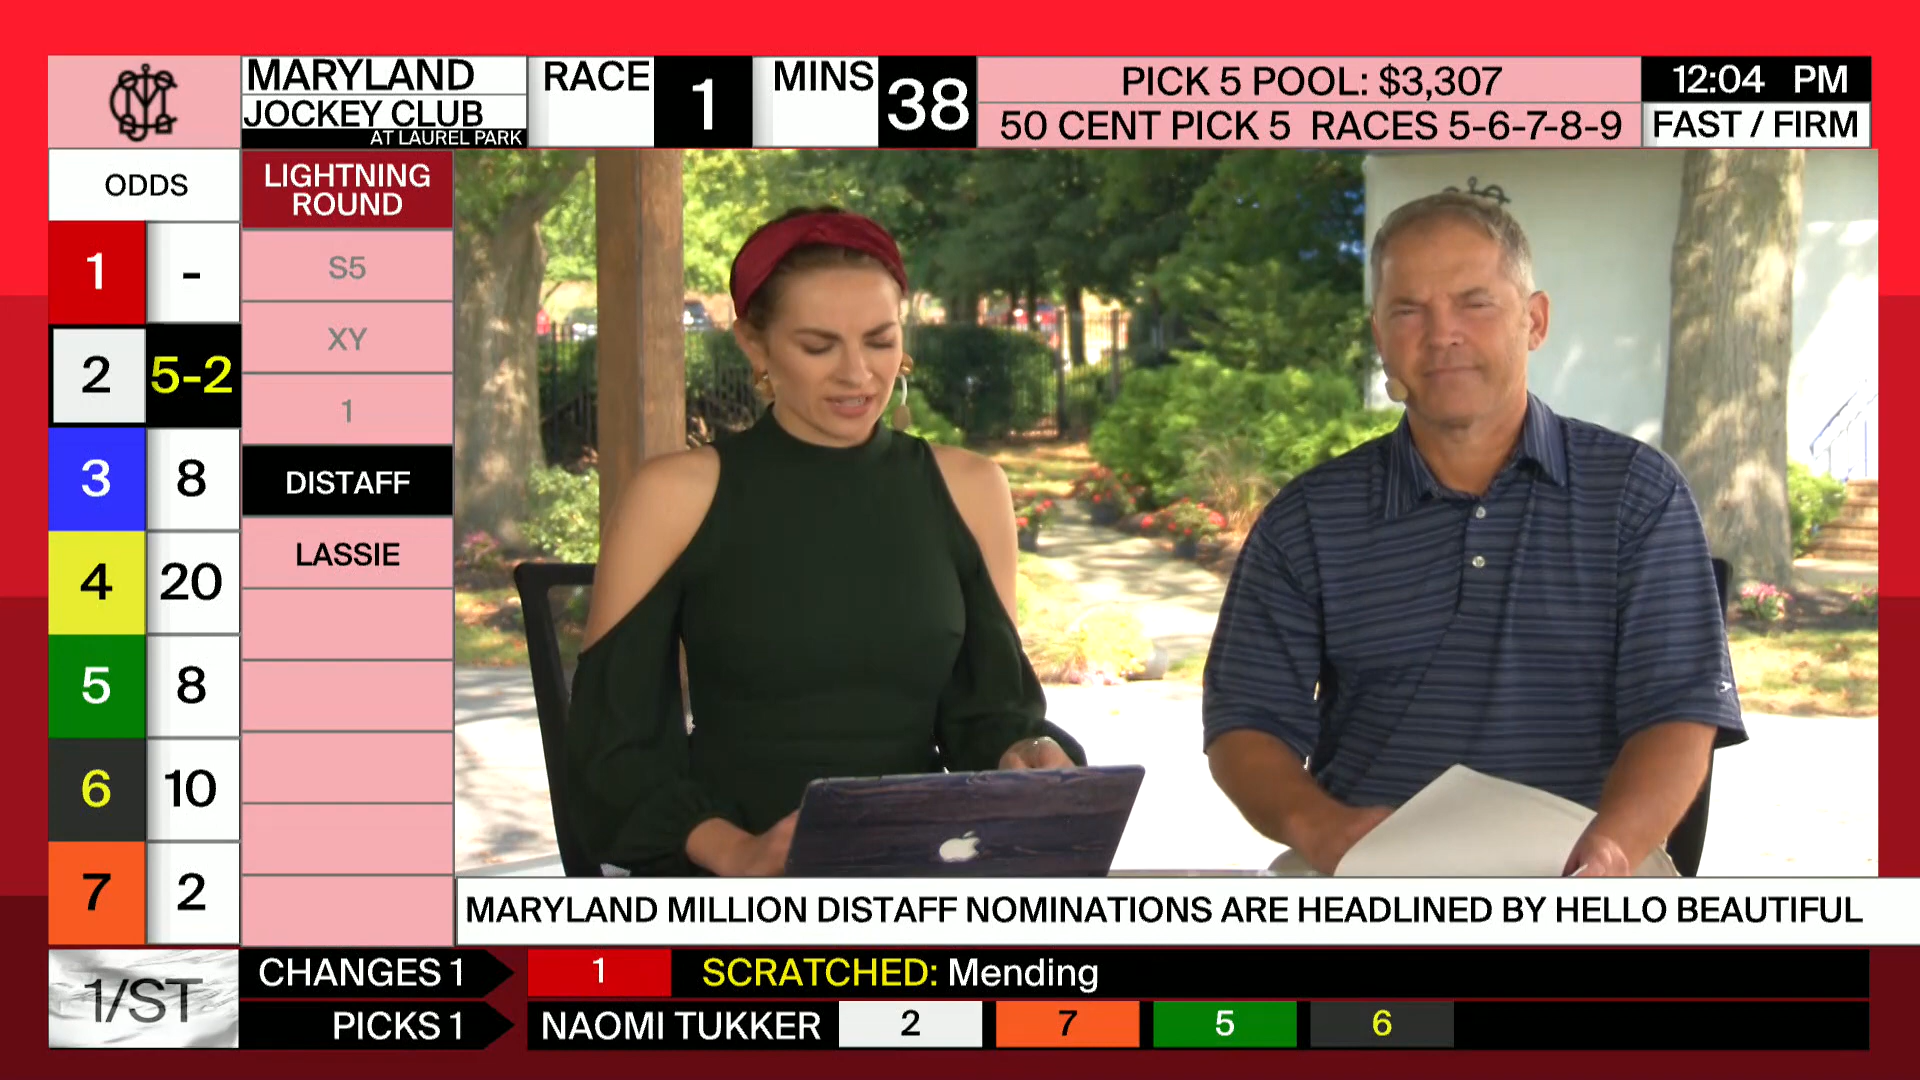 MARYLAND
JOCKEY CLUB
AT LAUREL PARK
RACE
1
MINS
38
PICK 5 POOL: $3,307
50 CENT PICK 5 RACES 5-6-7-8-9
12:04 PM
FAST / FIRM
ODDS
1 -
2 5-2
3 8
4 20
5 8
6 10
7 2
LIGHTNING
ROUND
S5
XY
1
DISTAFF
LASSIE
MARYLAND MILLION DISTAFF NOMINATIONS ARE HEADLINED BY HELLO BEAUTIFUL
1/ST
CHANGES 1
1 SCRATCHED: Mending
PICKS 1
NAOMI TUKKER 2 7 5 6